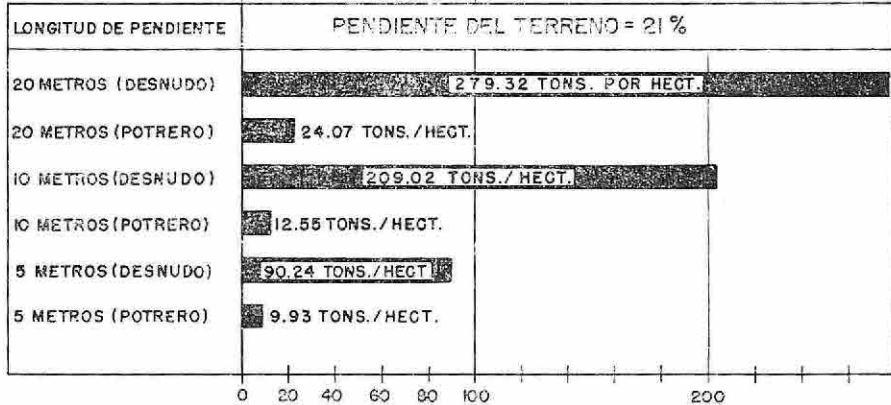 LONGITUD DE PENDIENTE
PENDIENTE DEL TERRENO = 21 %
20 METROS (DESNUDO)
279.32 TONS. POR HECT.
20 METROS (POTRERO)
24.07 TONS./HECT.
10 METROS (DESNUDO)
209.02 TONS./ HECT.
10 METROS (POTRERO)
12.55 TONS./HECT.
5 METROS (DESNUDO)
90.24 TONS./HECT
5 METROS (POTRERO)
9.93 TONS./HECT.
0 20 40 60 80 100 200